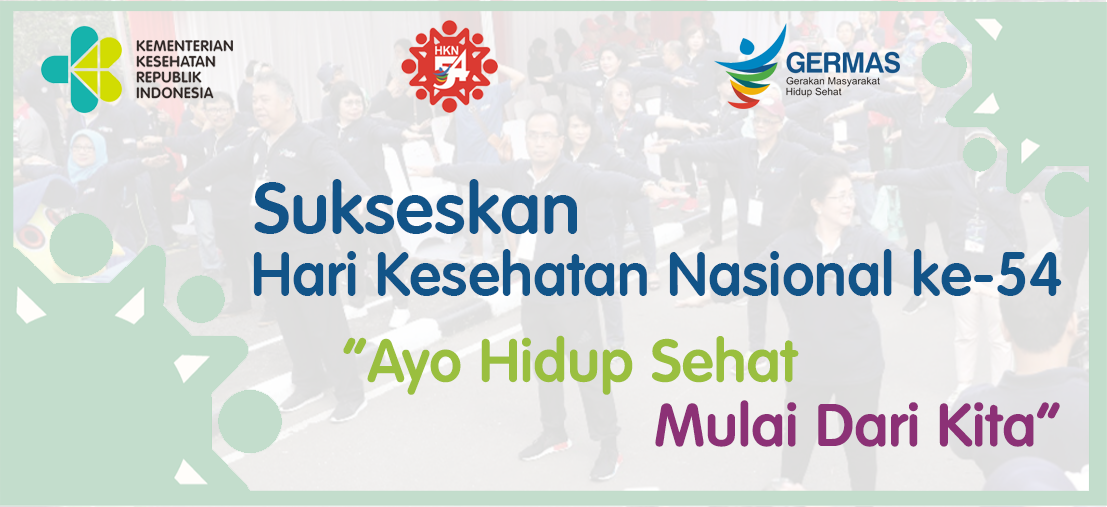 KEMENTERIAN
KESEHATAN
REPUBLIK
INDONESIA
HKN
54
GERMAS
Gerakan Masyarakat
Hidup Sehat
Sukseskan
Hari Kesehatan Nasional ke-54
"Ayo Hidup Sehat
Mulai Dari Kita"